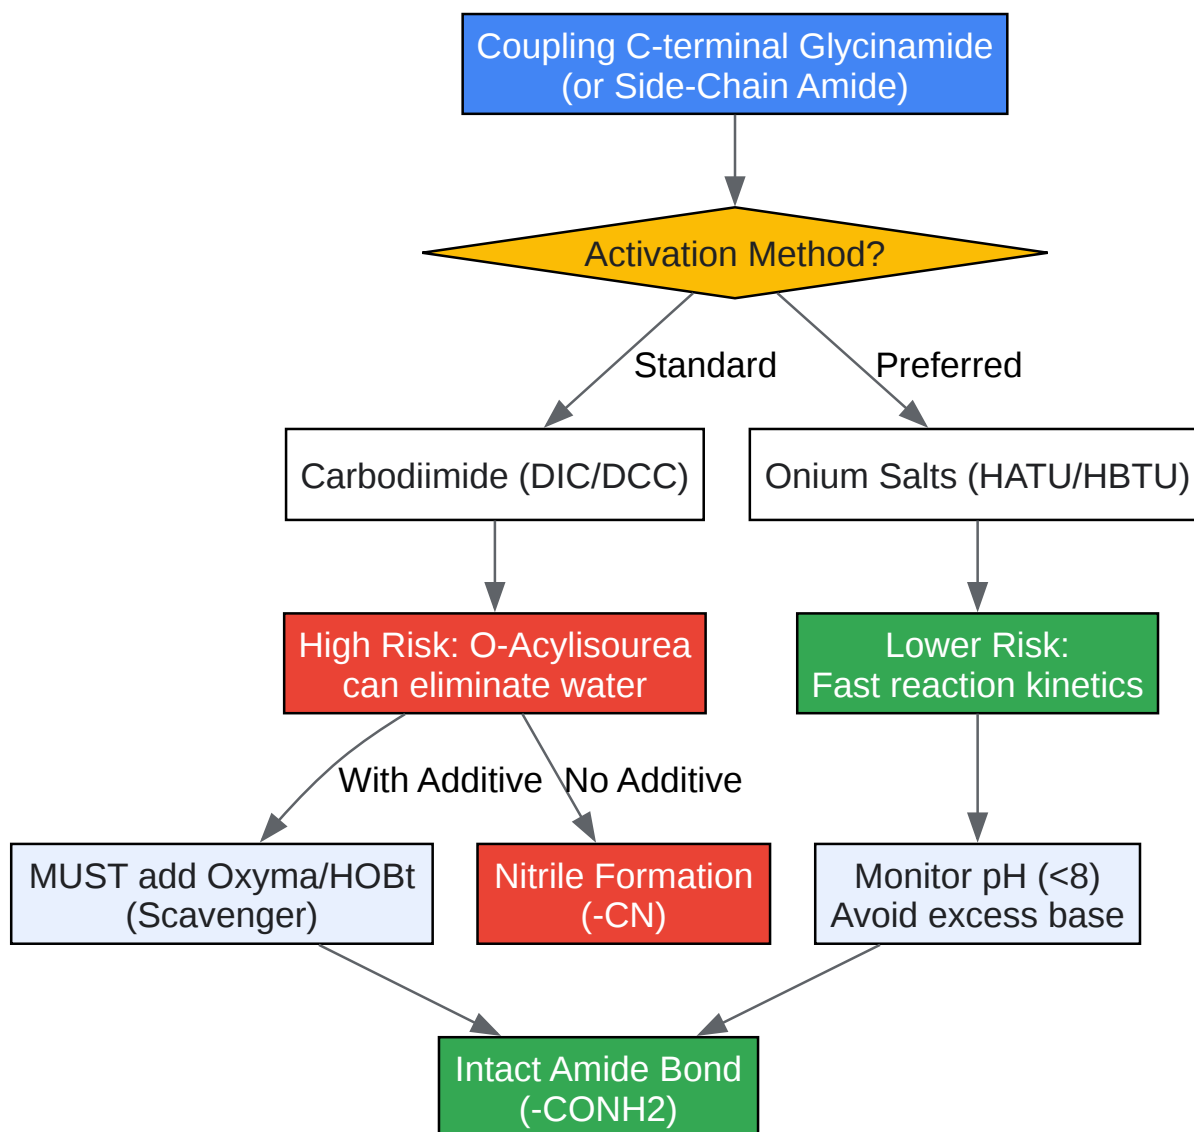 Coupling C-terminal Glycinamide
(or Side-Chain Amide)
Activation Method?
Standard
Preferred
Carbodiimide (DIC/DCC)
Onium Salts (HATU/HBTU)
High Risk: O-Acylisourea
can eliminate water
Lower Risk:
Fast reaction kinetics
With Additive
No Additive
MUST add Oxyma/HOBt
(Scavenger)
Nitrile Formation
(-CN)
Monitor pH (<8)
Avoid excess base
Intact Amide Bond
(-CONH2)